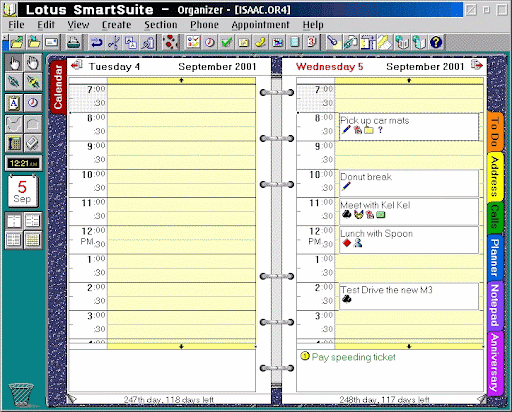 Lotus SmartSuite - Organizer - [ISAAC.OR4]
File Edit View Create Section Phone Appointment Help
Calendar
Tuesday 4 September 2001
7:00
:30
8:00
:30
9:00
:30
10:00
:30
11:00
:30
12:00
PM :30
1:00
:30
2:00
:30
3:00
:30
247th day, 118 days left
Wednesday 5 September 2001
7:00
:30
8:00 Pick up car mats
:30
9:00
:30
10:00 Donut break
:30
11:00 Meet with Kel Kel
:30
12:00 Lunch with Spoon
PM :30
1:00
:30
2:00 Test Drive the new M3
:30
3:00
:30
Pay speeding ticket
248th day, 117 days left
12:21 AM
5
Sep
To Do
Address
Calls
Planner
Notepad
Anniversary